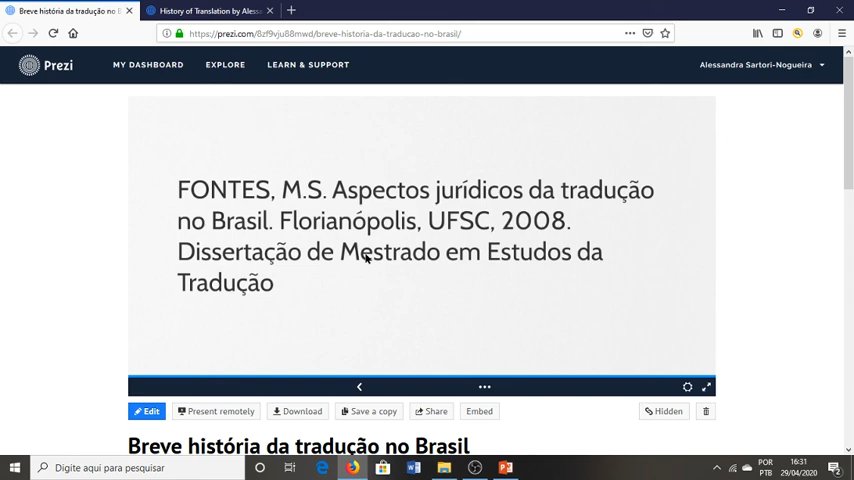 Breve história da tradução no B
History of Translation by Aless
https://prezi.com/8zf9vju88mwd/breve-historia-da-traducao-no-brasil/
Prezi
MY DASHBOARD
EXPLORE
LEARN & SUPPORT
Alessandra Sartori-Nogueira
FONTES, M.S. Aspectos jurídicos da tradução
no Brasil. Florianópolis, UFSC, 2008.
Dissertação de Mestrado em Estudos da
Tradução
Edit
Present remotely
Download
Save a copy
Share
Embed
Hidden
Breve história da tradução no Brasil
Digite aqui para pesquisar
POR
PTB
16:31
29/04/2020
2